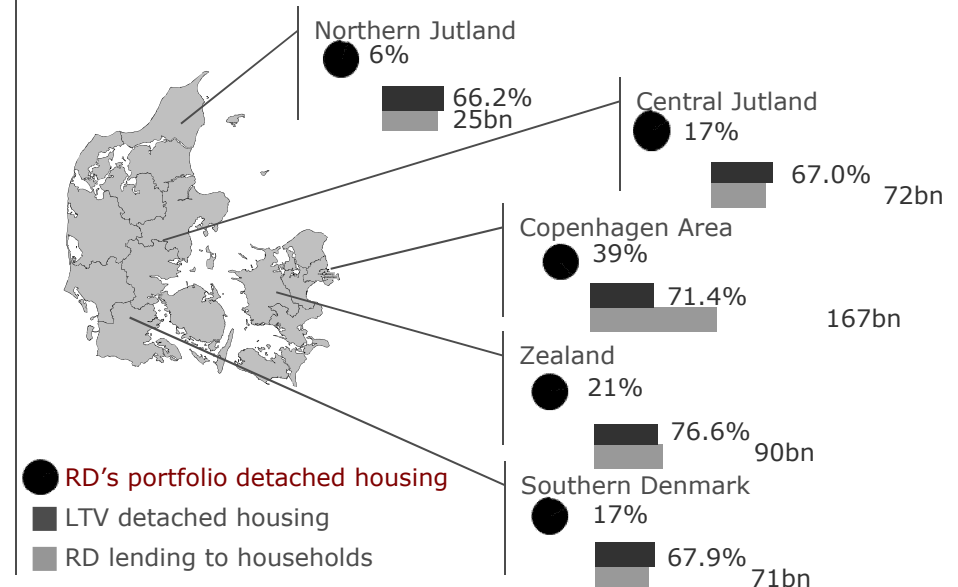 Northern Jutland
6%
66.2%
25bn
Central Jutland
17%
67.0%
72bn
Copenhagen Area
39%
71.4%
167bn
Zealand
21%
76.6%
90bn
Southern Denmark
17%
67.9%
71bn
RD’s portfolio detached housing
LTV detached housing
RD lending to households